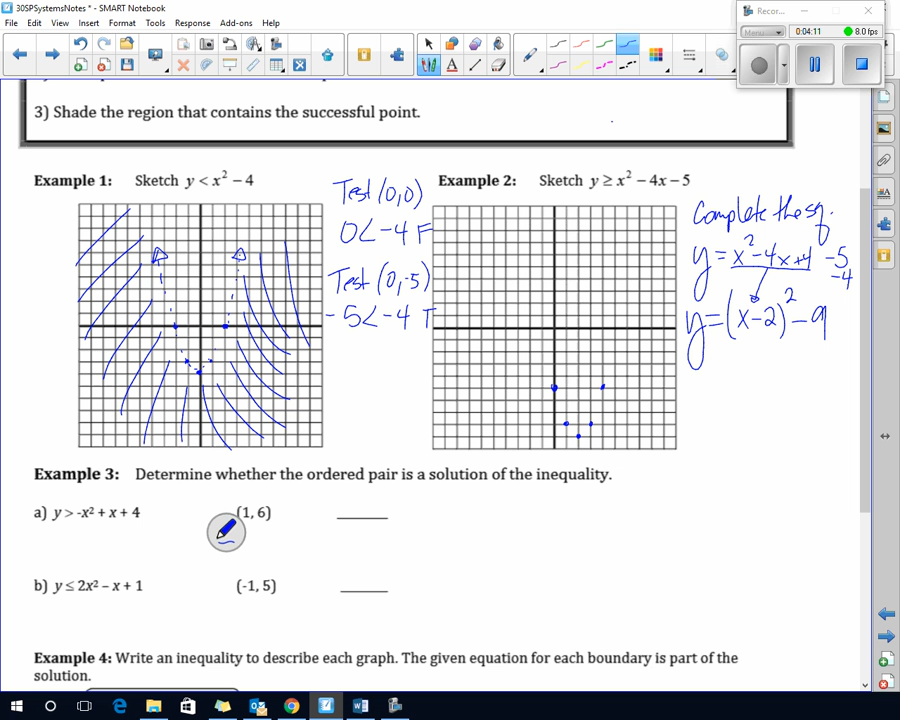 30SPSystemsNotes * - SMART Notebook
Recor...
File Edit View Insert Format Tools Response Add-ons Help
Menu
0:04:11
8.0 fps
3) Shade the region that contains the successful point.
Example 1: Sketch y < x² − 4
Test (0,0)
0 < -4 F
Test (0,-5)
-5 < -4 T
Example 2: Sketch y ≥ x² − 4x − 5
Complete the sq.
y = x² - 4x + 4 - 5
-4
y = (x-2)² - 9
Example 3: Determine whether the ordered pair is a solution of the inequality.
a) y > -x² + x + 4 (1, 6) ______
b) y ≤ 2x² – x + 1 (-1, 5) ______
Example 4: Write an inequality to describe each graph. The given equation for each boundary is part of the
solution.